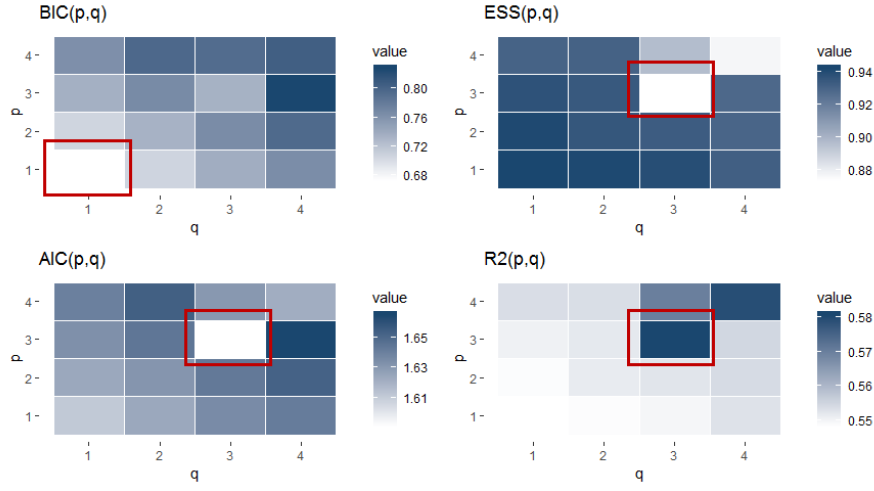 BIC(p,q)
4
3
2
1
p
1 2 3 4
q
value
0.80
0.76
0.72
0.68
ESS(p,q)
4
3
2
1
p
1 2 3 4
q
value
0.94
0.92
0.90
0.88
AIC(p,q)
4
3
2
1
p
1 2 3 4
q
value
1.65
1.63
1.61
R2(p,q)
4
3
2
1
p
1 2 3 4
q
value
0.58
0.57
0.56
0.55